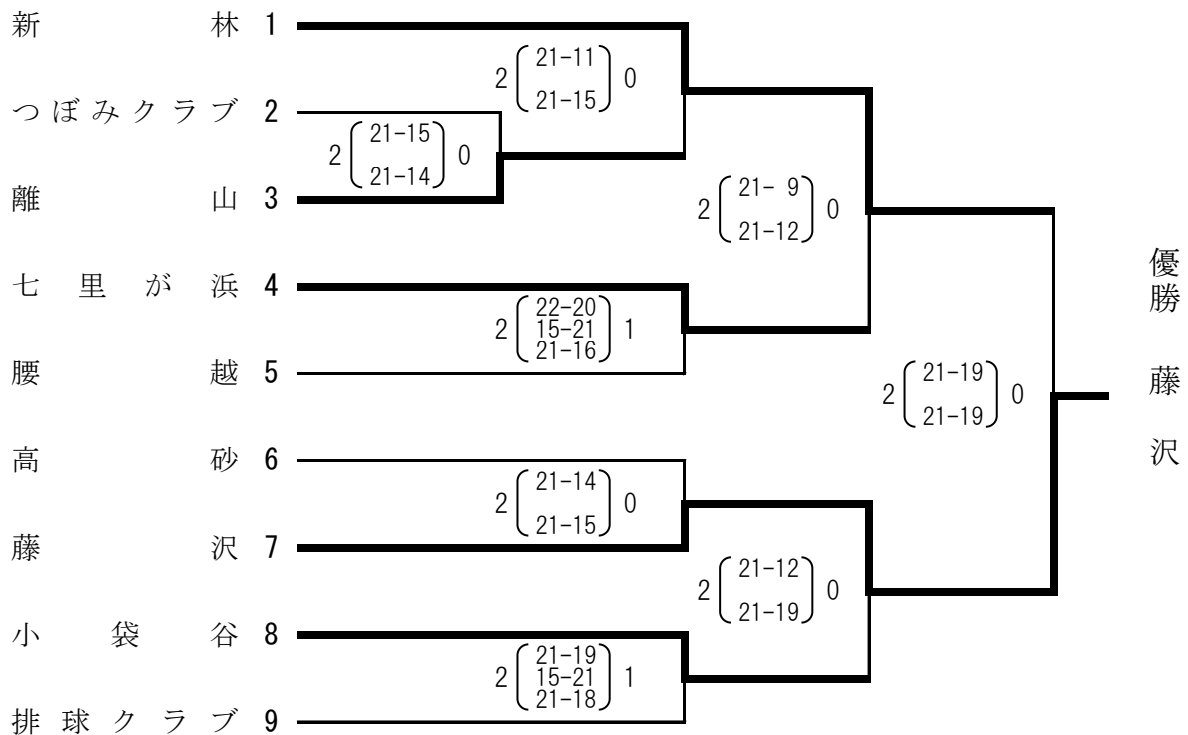 新林 1
2 21-11 0
21-15
つぼみクラブ 2
2 21-15 0
21-14
離山 3
2 21- 9 0
21-12
七里が浜 4
2 22-20 1
15-21
21-16
腰越 5
2 21-19 0
21-19
高砂 6
2 21-14 0
21-15
藤沢 7
2 21-12 0
21-19
小袋谷 8
2 21-19 1
15-21
21-18
排球クラブ 9
優勝 藤沢